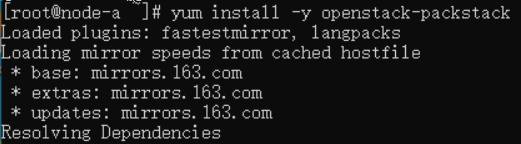 [root@node-a ~]# yum install -y openstack-packstack
Loaded plugins: fastestmirror, langpacks
Loading mirror speeds from cached hostfile
 * base: mirrors.163.com
 * extras: mirrors.163.com
 * updates: mirrors.163.com
Resolving Dependencies